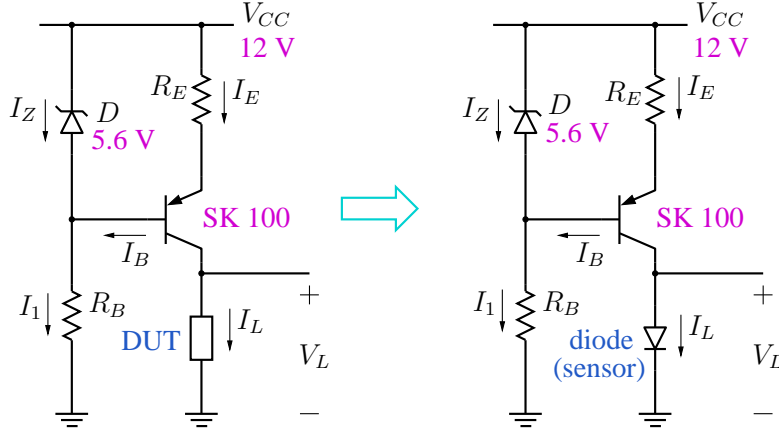 V_CC
12 V
R_E
I_E
I_Z
D
5.6 V
SK 100
I_B
I_1
R_B
DUT
I_L
+
V_L
−
V_CC
12 V
R_E
I_E
I_Z
D
5.6 V
SK 100
I_B
I_1
R_B
diode
(sensor)
I_L
+
V_L
−